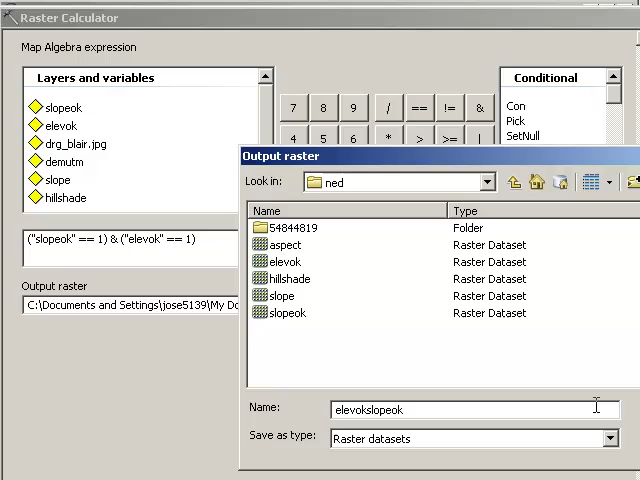 Raster Calculator
Map Algebra expression
Layers and variables
slopeok
elevok
drg_blair.jpg
demutm
slope
hillshade
7 8 9 / == != &
4 5 6 * > >= |
Conditional
Con
Pick
SetNull
("slopeok" == 1) & ("elevok" == 1)
Output raster
C:\Documents and Settings\jose5139\My Do
Output raster
Look in: ned
Name Type
54844819 Folder
aspect Raster Dataset
elevok Raster Dataset
hillshade Raster Dataset
slope Raster Dataset
slopeok Raster Dataset
Name: elevokslopeok
Save as type: Raster datasets